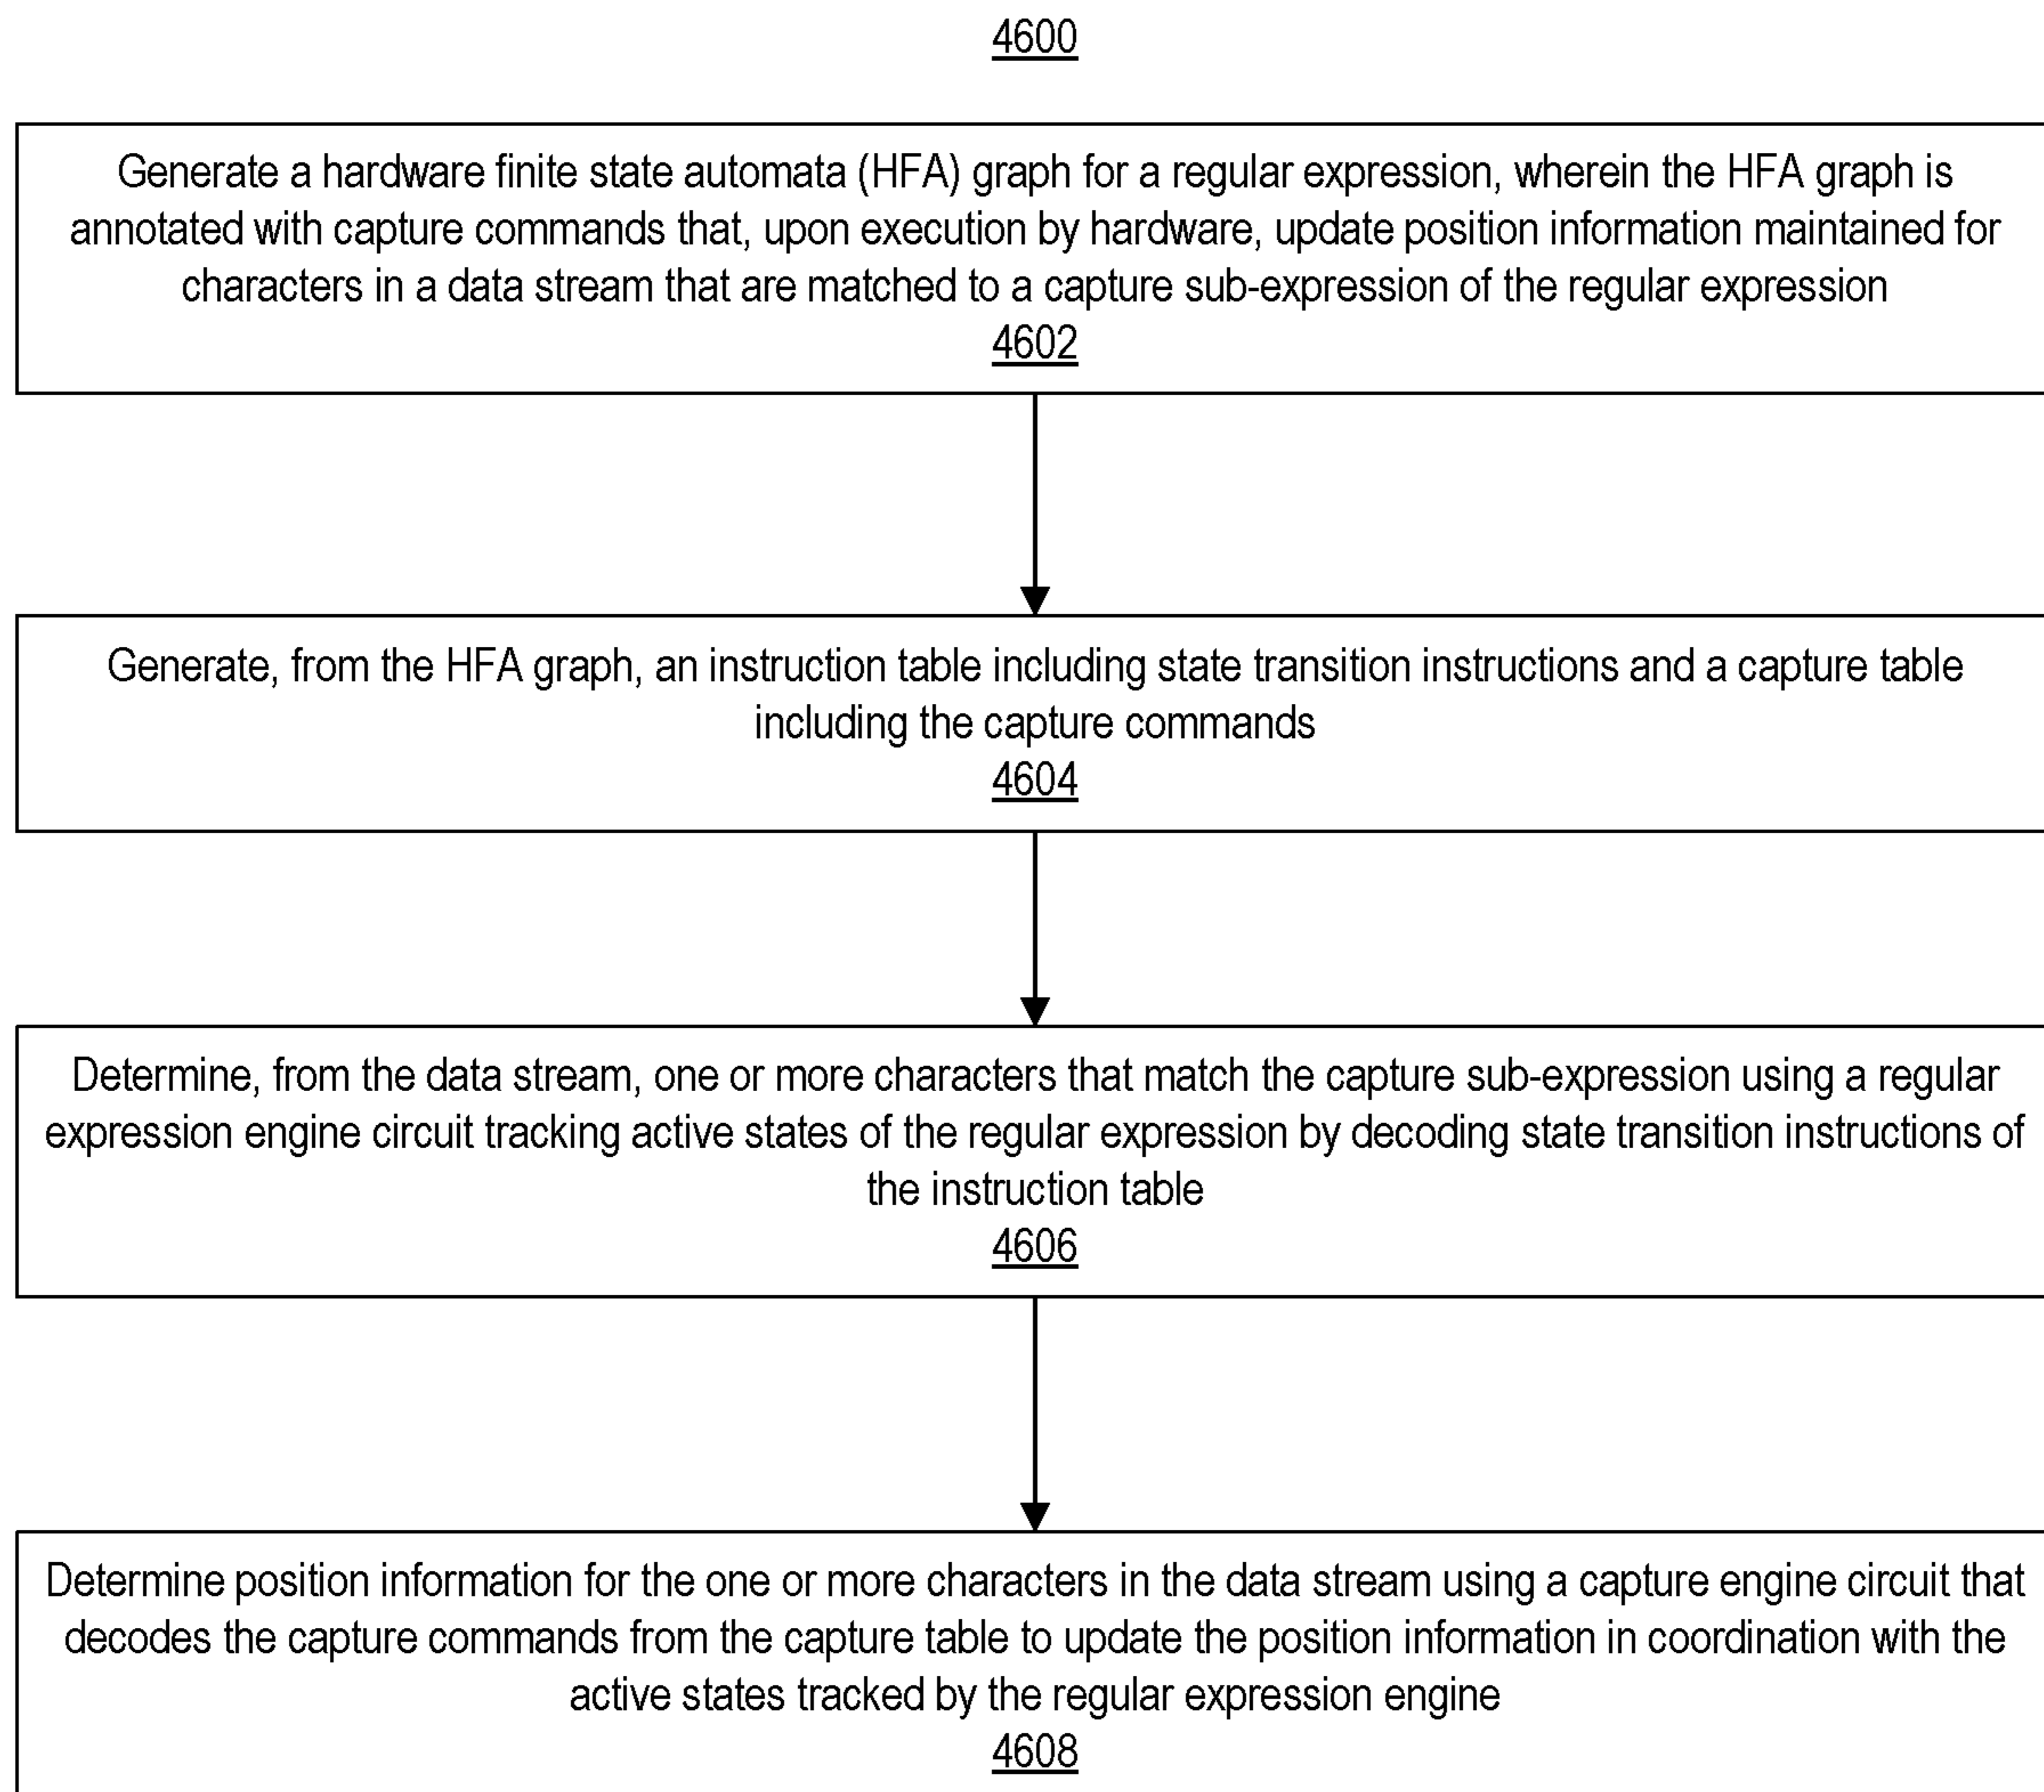 4600
Generate a hardware finite state automata (HFA) graph for a regular expression, wherein the HFA graph is
annotated with capture commands that, upon execution by hardware, update position information maintained for
characters in a data stream that are matched to a capture sub-expression of the regular expression
4602
Generate, from the HFA graph, an instruction table including state transition instructions and a capture table
including the capture commands
4604
Determine, from the data stream, one or more characters that match the capture sub-expression using a regular
expression engine circuit tracking active states of the regular expression by decoding state transition instructions of
the instruction table
4606
Determine position information for the one or more characters in the data stream using a capture engine circuit that
decodes the capture commands from the capture table to update the position information in coordination with the
active states tracked by the regular expression engine
4608